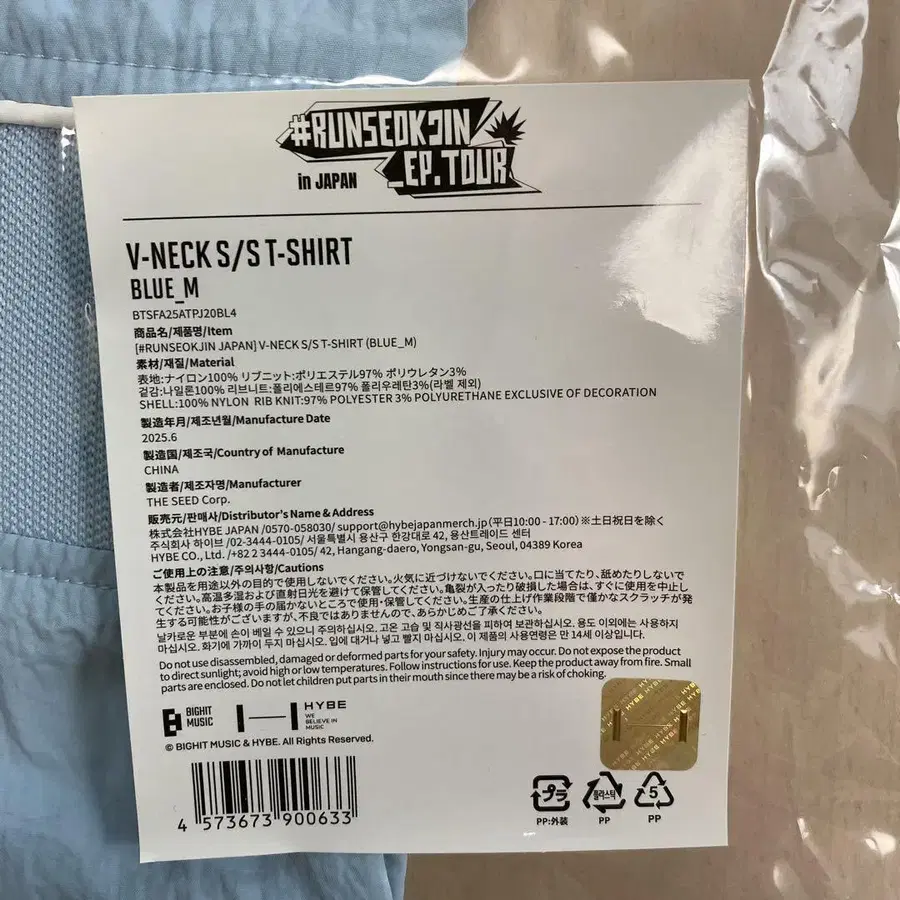 #RUNSEOKJIN
_EP.TOUR
in JAPAN
V-NECK S/S T-SHIRT
BLUE_M
BTSFA25ATPJ20BL4
商品名/제품명/Item
[#RUNSEOKJIN JAPAN] V-NECK S/S T-SHIRT (BLUE_M)
素材/재질/Material
表地:ナイロン100% リブニット:ポリエステル97% ポリウレタン3%
겉감:나일론100% 리브니트:폴리에스테르97% 폴리우레탄3%(라벨 제외)
SHELL:100% NYLON RIB KNIT:97% POLYESTER 3% POLYURETHANE EXCLUSIVE OF DECORATION
製造年月/제조년월/Manufacture Date
2025.6
製造国/제조국/Country of Manufacture
CHINA
製造者/제조자명/Manufacturer
THE SEED Corp.
販売元/판매사/Distributor's Name & Address
株式会社HYBE JAPAN /0570-058030/ support@hybejapanmerch.jp(平日10:00 - 17:00)※土日祝日を除く
주식회사 하이브 /02-3444-0105/ 서울특별시 용산구 한강대로 42, 용산트레이드 센터
HYBE CO., Ltd. /+82 2 3444-0105/ 42, Hangang-daero, Yongsan-gu, Seoul, 04389 Korea
ご使用上の注意/주의사항/Cautions
本製品を用途以外の目的で使用しないでください。火気に近づけないでください。口に当てたり、舐めたりしないで
ください。高温多湿および直射日光を避けて保管してください。亀裂が入ったり破損した場合は、すぐに使用を中止し
てください。お子様の手の届かないところで使用・保管してください。生産の仕上げ作業段階で僅かなスクラッチが発
生する可能性がございますが、不良ではありませんので、あらかじめご了承ください。
날카로운 부분에 손이 베일 수 있으니 주의하십시오. 고온 고습 및 직사광선을 피하여 보관하십시오. 용도 이외에는 사용하지
마십시오. 화기에 가까이 두지 마십시오. 입에 대거나 넣고 빨지 마십시오. 이 제품의 사용연령은 만 14세 이상입니다.
Do not use disassembled, damaged or deformed parts for your safety. Injury may occur. Do not expose the product
to direct sunlight; avoid high or low temperatures. Follow instructions for use. Keep the product away from fire. Small
parts are enclosed. Do not let children put parts in their mouth since there may be a risk of choking.
BIGHIT
MUSIC
HYBE
WE
BELIEVE IN
MUSIC
© BIGHIT MUSIC & HYBE. All Rights Reserved.
HYBE HYBE HYBE
4 573673 900633
プラ
PP:外装
플라스틱
PP
5
PP